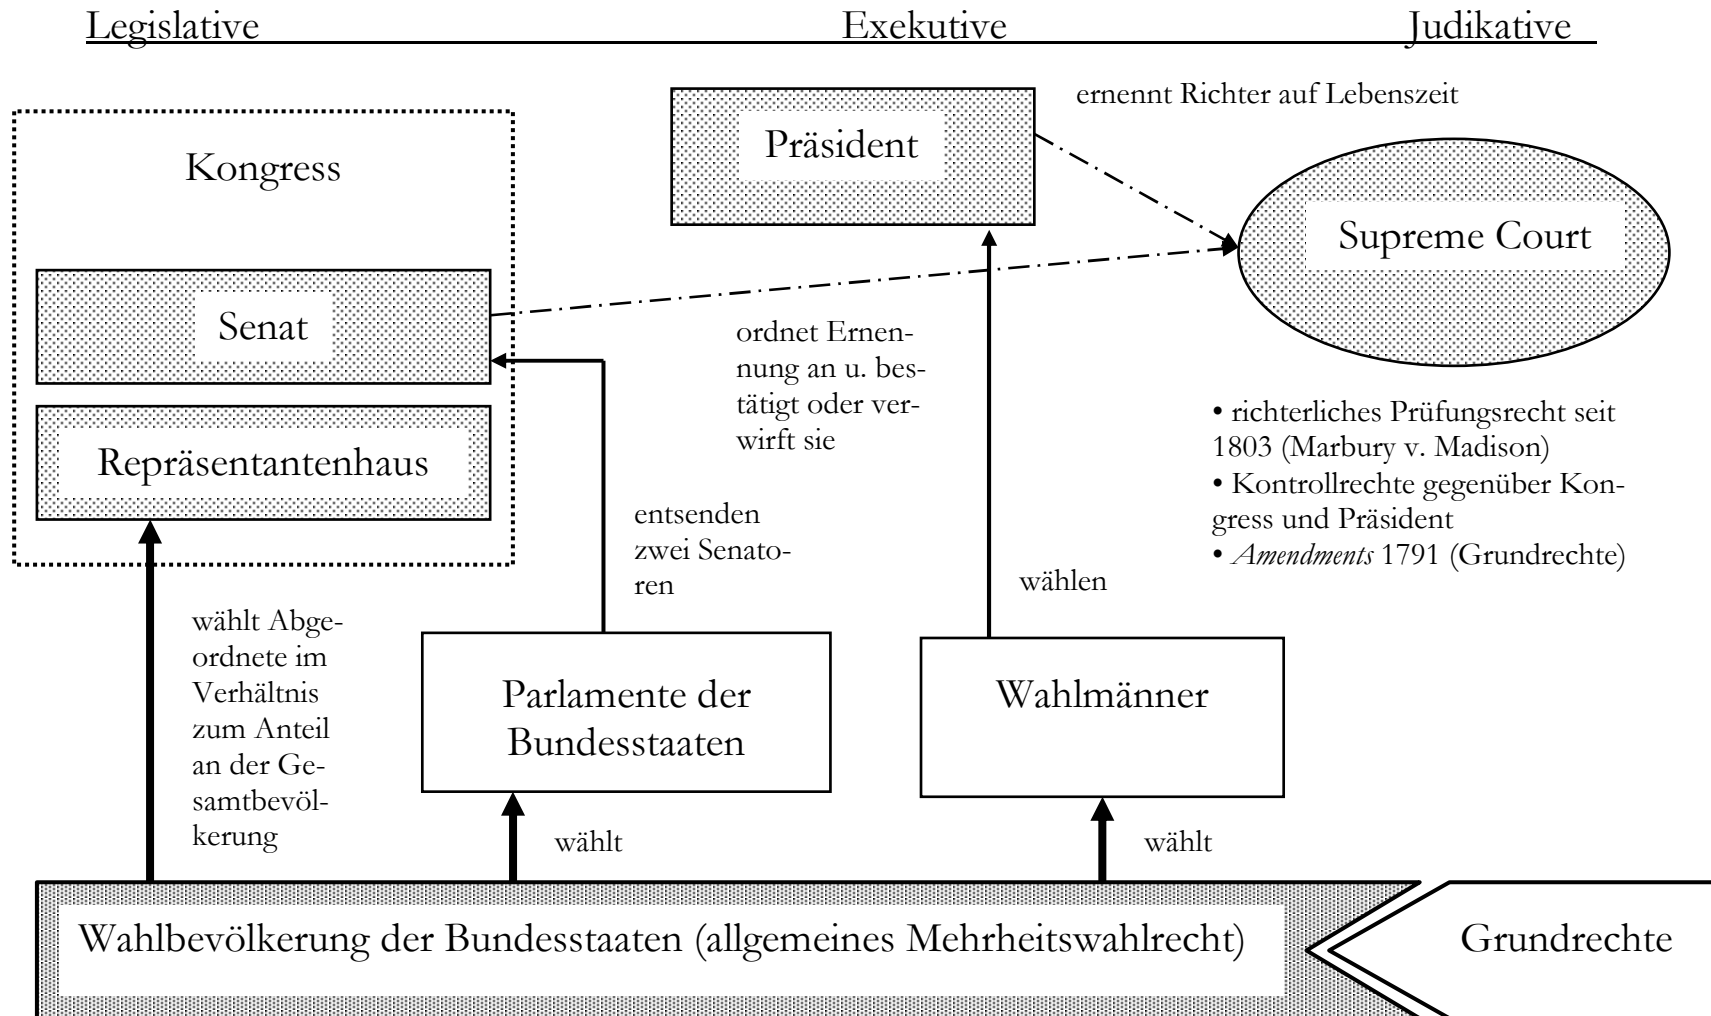 Legislative Exekutive Judikative
ernennt Richter auf Lebenszeit
Präsident
Kongress
Supreme Court
Senat
ordnet Ernen-
nung an u. bes-
tätigt oder ver-
wirft sie
• richterliches Prüfungsrecht seit
1803 (Marbury v. Madison)
• Kontrollrechte gegenüber Kon-
gress und Präsident
• Amendments 1791 (Grundrechte)
Repräsentantenhaus
entsenden
zwei Senato-
ren
wählen
wählt Abge-
ordnete im
Verhältnis
zum Anteil
an der Ge-
samtbevöl-
kerung
Parlamente der
Bundesstaaten
Wahlmänner
wählt
wählt
Wahlbevölkerung der Bundesstaaten (allgemeines Mehrheitswahlrecht)
Grundrechte